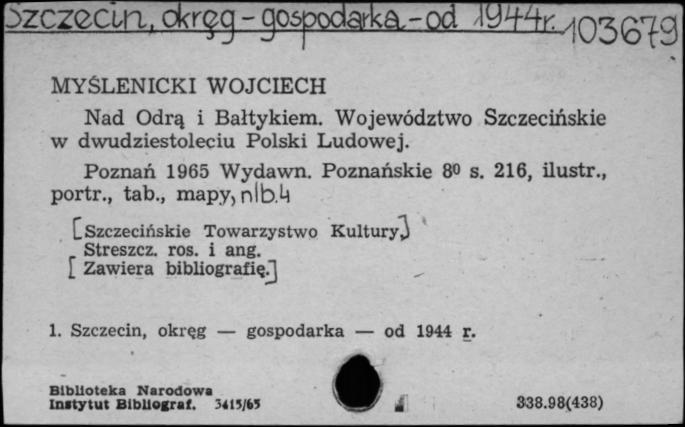 Szczecin, okręg - gospodarka - od 1944r. 103679
MYŚLENICKI WOJCIECH
Nad Odrą i Bałtykiem. Województwo Szczecińskie
w dwudziestoleciu Polski Ludowej.
Poznań 1965 Wydawn. Poznańskie 8⁰ s. 216, ilustr.,
portr., tab., mapy, nlb.4
[Szczecińskie Towarzystwo Kultury]
Streszcz. ros. i ang.
[Zawiera bibliografię.]
1. Szczecin, okręg — gospodarka — od 1944 r.
Biblioteka Narodowa
Instytut Bibliograf. 3415/65 338.98(438)